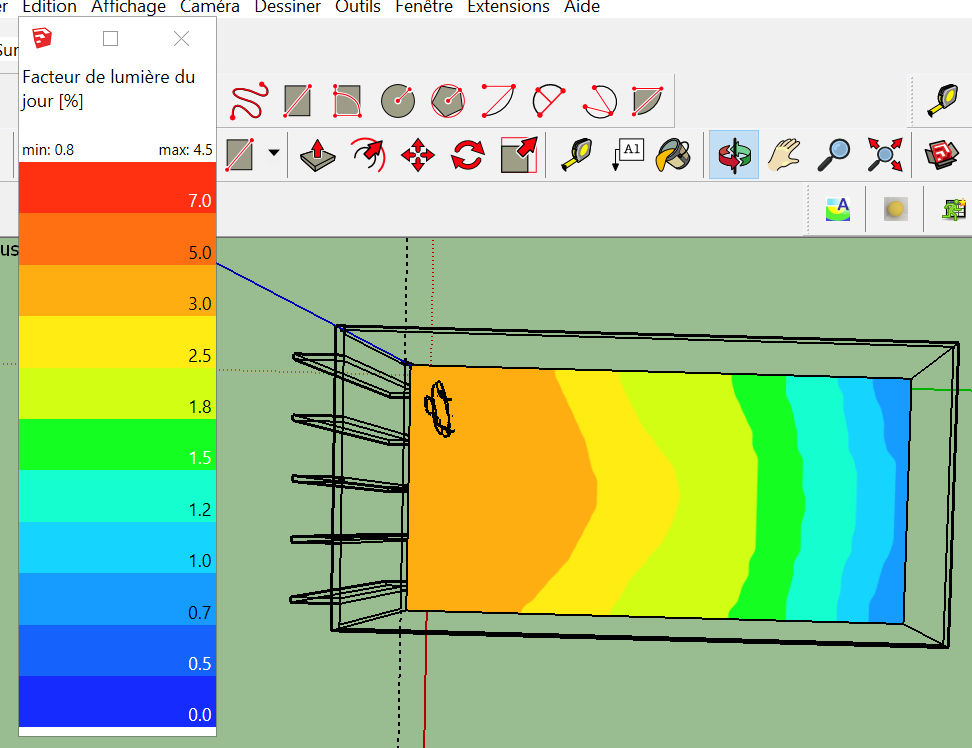 er Edition Affichage Caméra Dessiner Outils Fenêtre Extensions Aide
Sur
Facteur de lumière du
jour [%]
min: 0.8 max: 4.5
A1
A
us
7.0
5.0
3.0
2.5
1.8
1.5
1.2
1.0
0.7
0.5
0.0